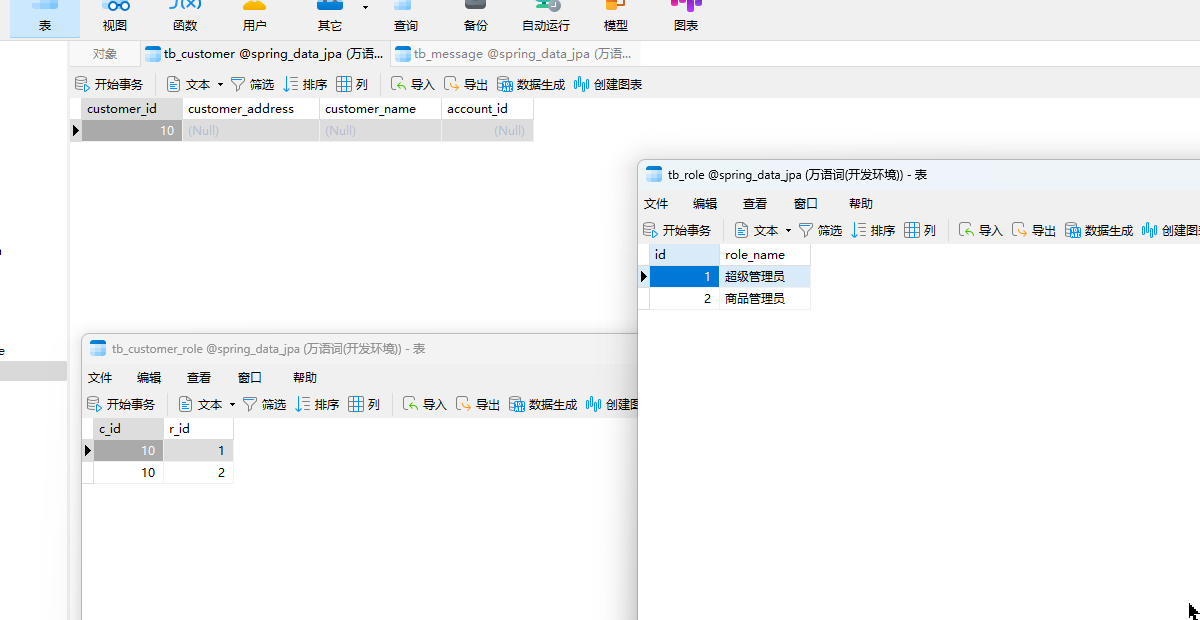 表 视图 函数 用户 其它 查询 备份 自动运行 模型 图表
对象 tb_customer @spring_data_jpa (万语... tb_message @spring_data_jpa (万语...
开始事务 文本 筛选 排序 列 导入 导出 数据生成 创建图表
customer_id customer_address customer_name account_id
10 (Null) (Null) (Null)
tb_role @spring_data_jpa (万语词(开发环境)) - 表
文件 编辑 查看 窗口 帮助
开始事务 文本 筛选 排序 列 导入 导出 数据生成 创建图
id role_name
1 超级管理员
2 商品管理员
tb_customer_role @spring_data_jpa (万语词(开发环境)) - 表
文件 编辑 查看 窗口 帮助
开始事务 文本 筛选 排序 列 导入 导出 数据生成 创建图
c_id r_id
10 1
10 2